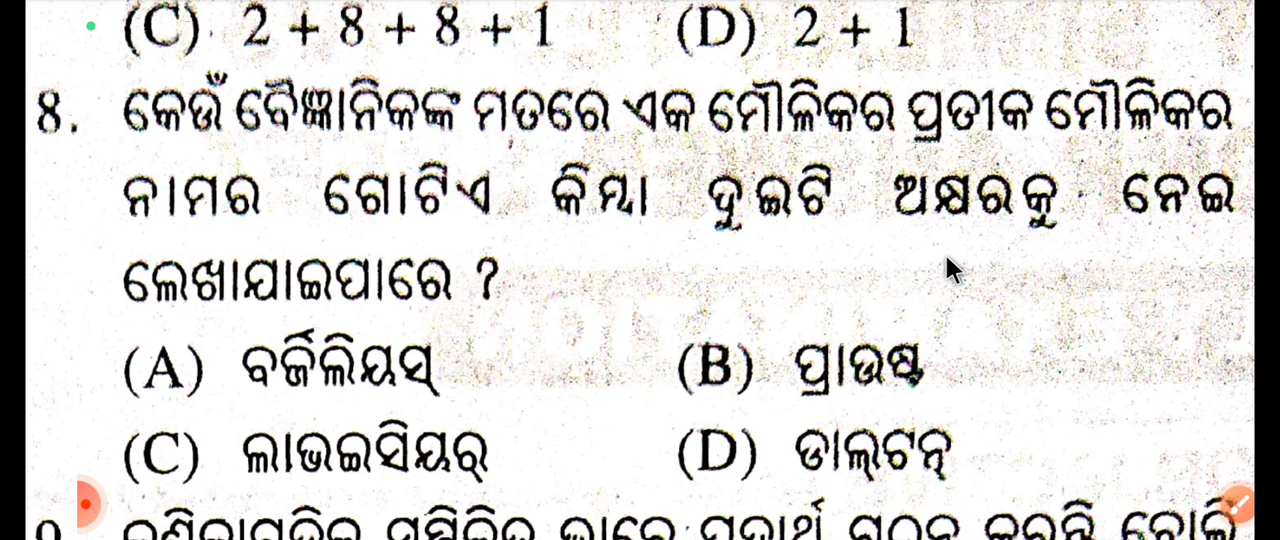 (C) 2 + 8 + 8 + 1 (D) 2 + 1
8. କେଉଁ ବୈଜ୍ଞାନିକଙ୍କ ମତରେ ଏକ ମୌଳିକର ପ୍ରତୀକ ମୌଳିକର
ନାମର ଗୋଟିଏ କିମ୍ବା ଦୁଇଟି ଅକ୍ଷରକୁ ନେଇ
ଲେଖାଯାଇପାରେ ?
(A) ବର୍ଜିଲିୟସ୍ (B) ପ୍ରାଉଷ୍ଟ
(C) ଲାଭଇସିୟର୍ (D) ଡାଲ୍‌ଟନ୍